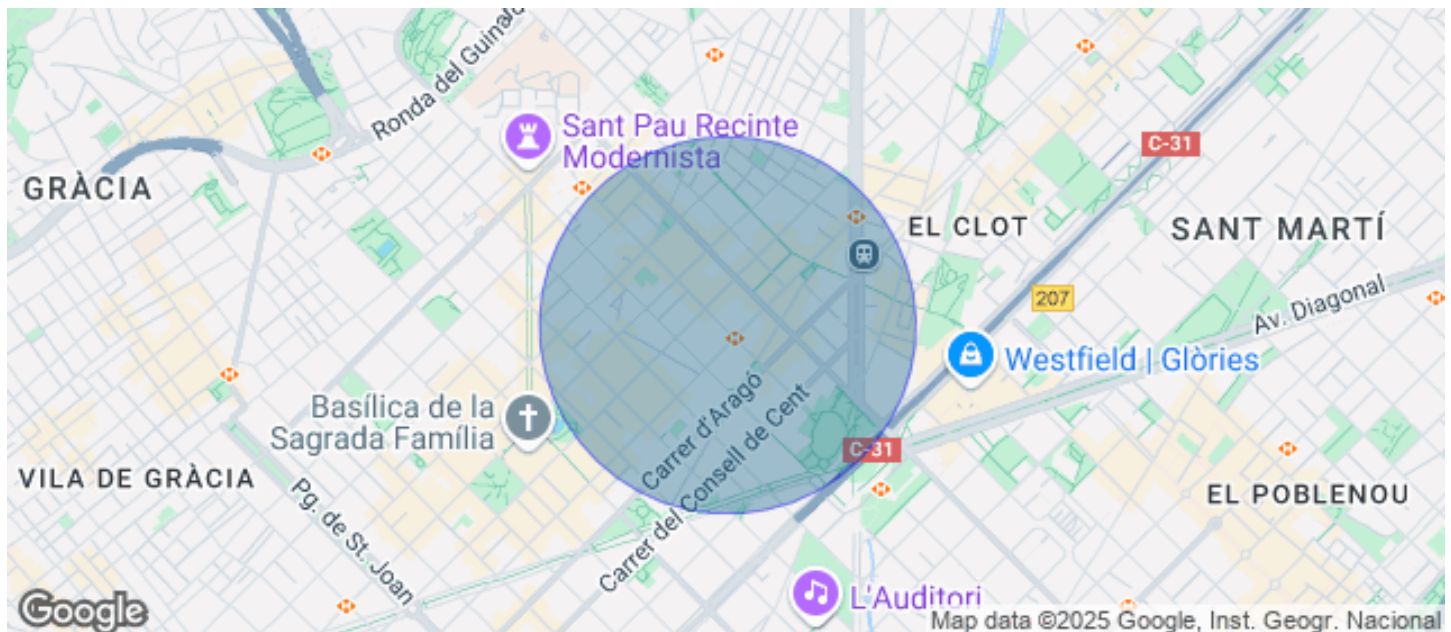 Ronda del Guinardó
Sant Pau Recinte
Modernista
C-31
GRÀCIA
EL CLOT
SANT MARTÍ
207
Av. Diagonal
Westfield | Glòries
Basílica de la
Sagrada Família
Carrer d'Aragó
Carrer del Consell de Cent
C-31
VILA DE GRÀCIA
Pg. de St. Joan
EL POBLENOU
L'Auditori
Google
Map data ©2025 Google, Inst. Geogr. Nacional